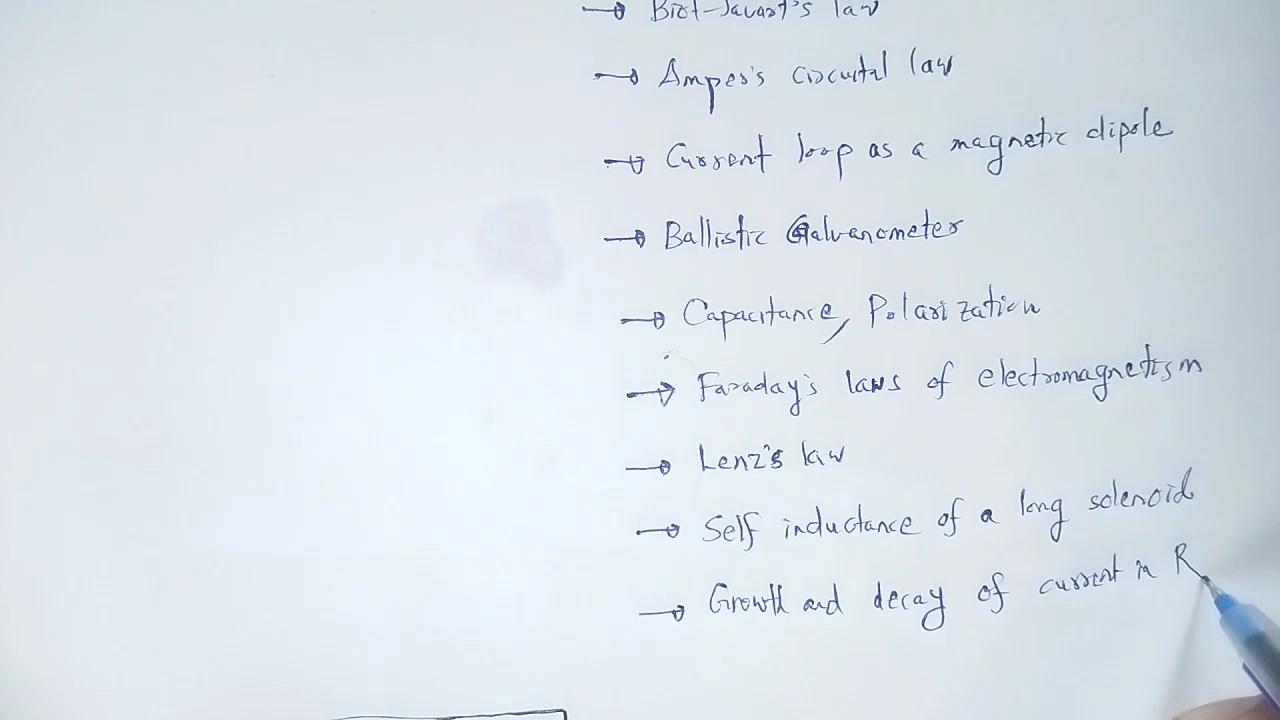 → Biot-Savart's law
→ Amper's circuital law
→ Current loop as a magnetic dipole
→ Ballistic Galvanometer
→ Capacitance, Polarization
→ Faraday's laws of electromagnetism
→ Lenz's law
→ Self inductance of a long solenoid
→ Growth and decay of current in R